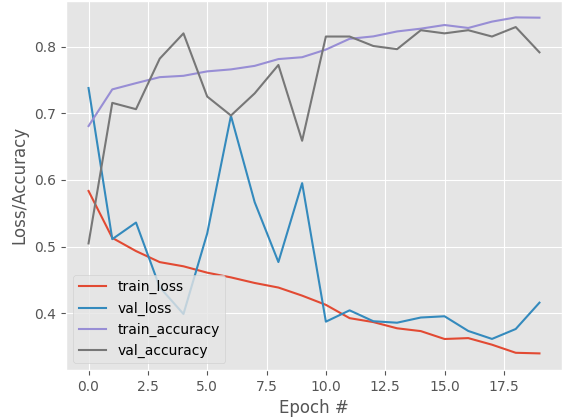 0.8
0.7
0.6
0.5
0.4
Loss/Accuracy
train_loss
val_loss
train_accuracy
val_accuracy
0.0 2.5 5.0 7.5 10.0 12.5 15.0 17.5
Epoch #